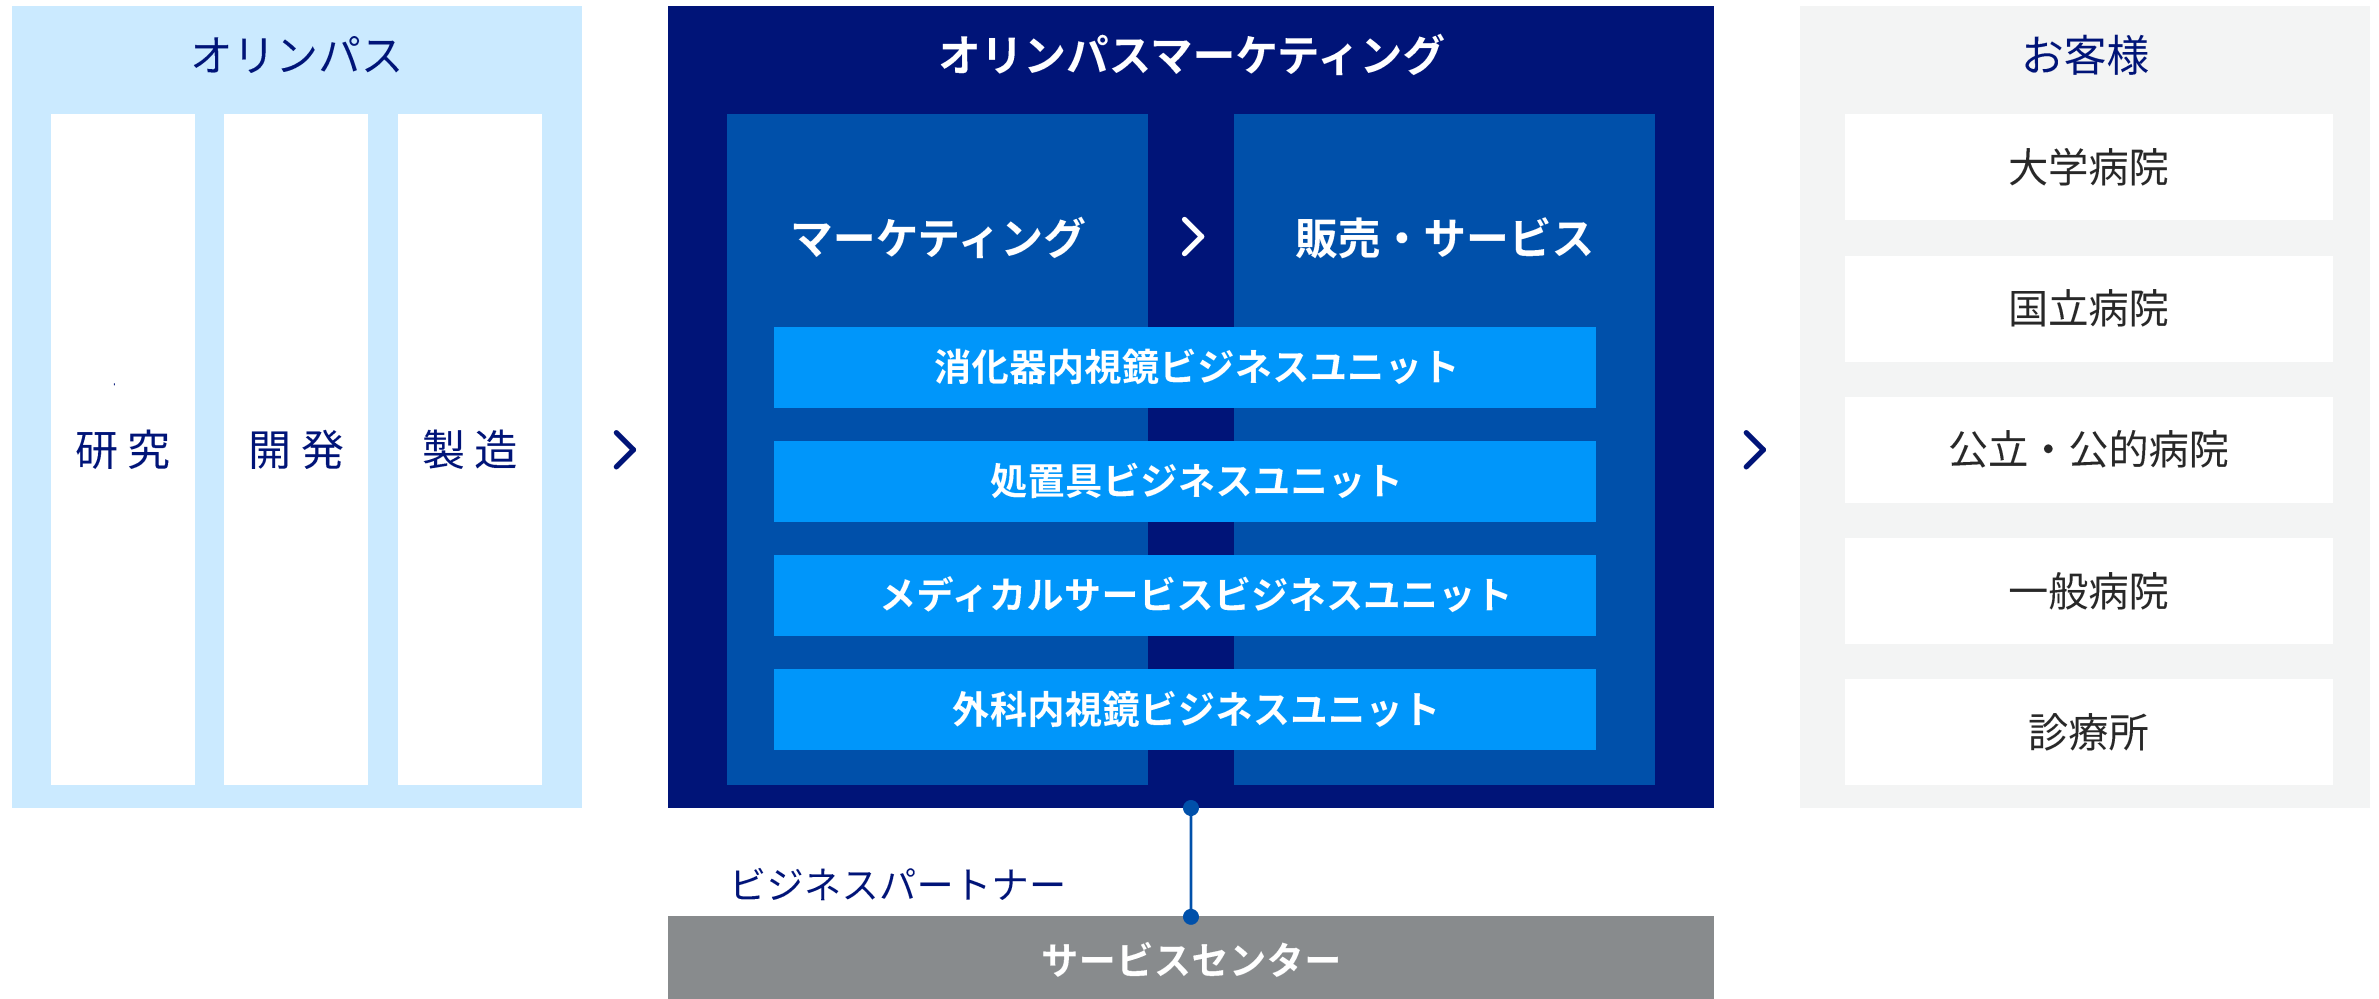 オリンパス
研究
開発
製造
オリンパスマーケティング
マーケティング
販売・サービス
消化器内視鏡ビジネスユニット
処置具ビジネスユニット
メディカルサービスビジネスユニット
外科内視鏡ビジネスユニット
ビジネスパートナー
サービスセンター
お客様
大学病院
国立病院
公立・公的病院
一般病院
診療所